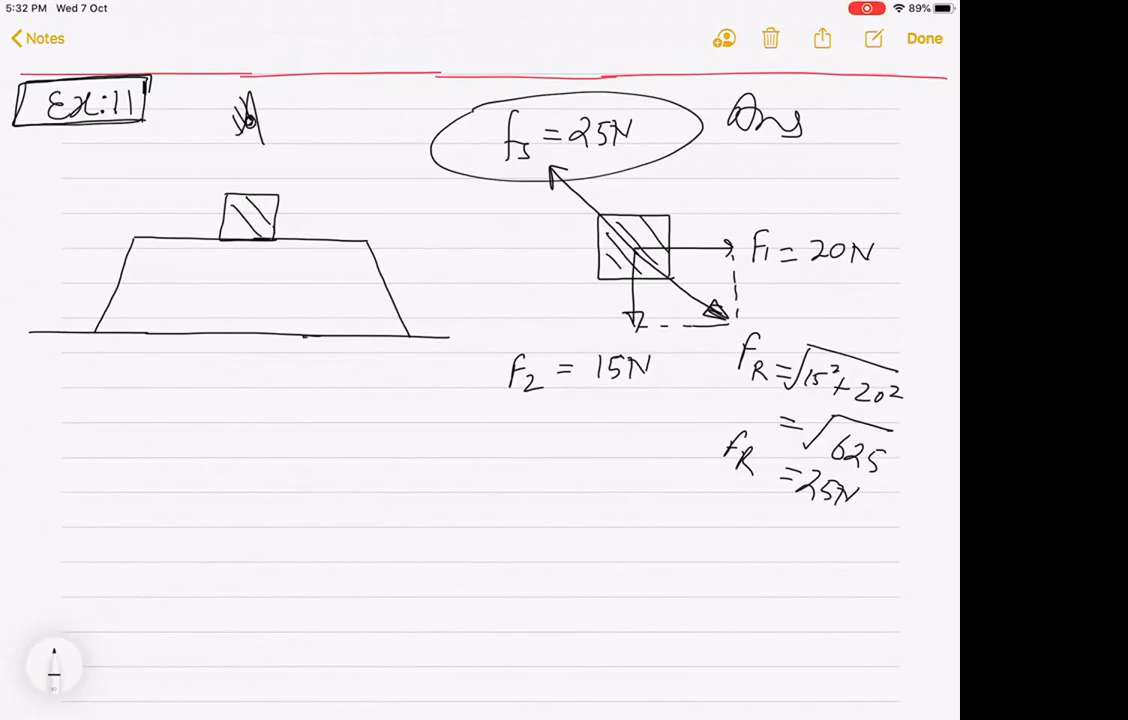 5:32 PM Wed 7 Oct
89%
Notes
Done
Ex:11
fs = 25N
Ans
F1 = 20N
F2 = 15N
fR = √15² + 20²
= √625
fR
= 25N